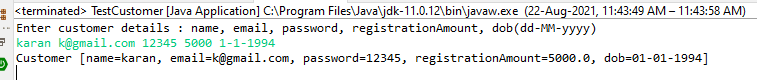 <terminated> TestCustomer [Java Application] C:\Program Files\Java\jdk-11.0.12\bin\javaw.exe (22-Aug-2021, 11:43:49 AM – 11:43:58 AM)
Enter customer details : name, email, password, registrationAmount, dob(dd-MM-yyyy)
karan k@gmail.com 12345 5000 1-1-1994
Customer [name=karan, email=k@gmail.com, password=12345, registrationAmount=5000.0, dob=01-01-1994]